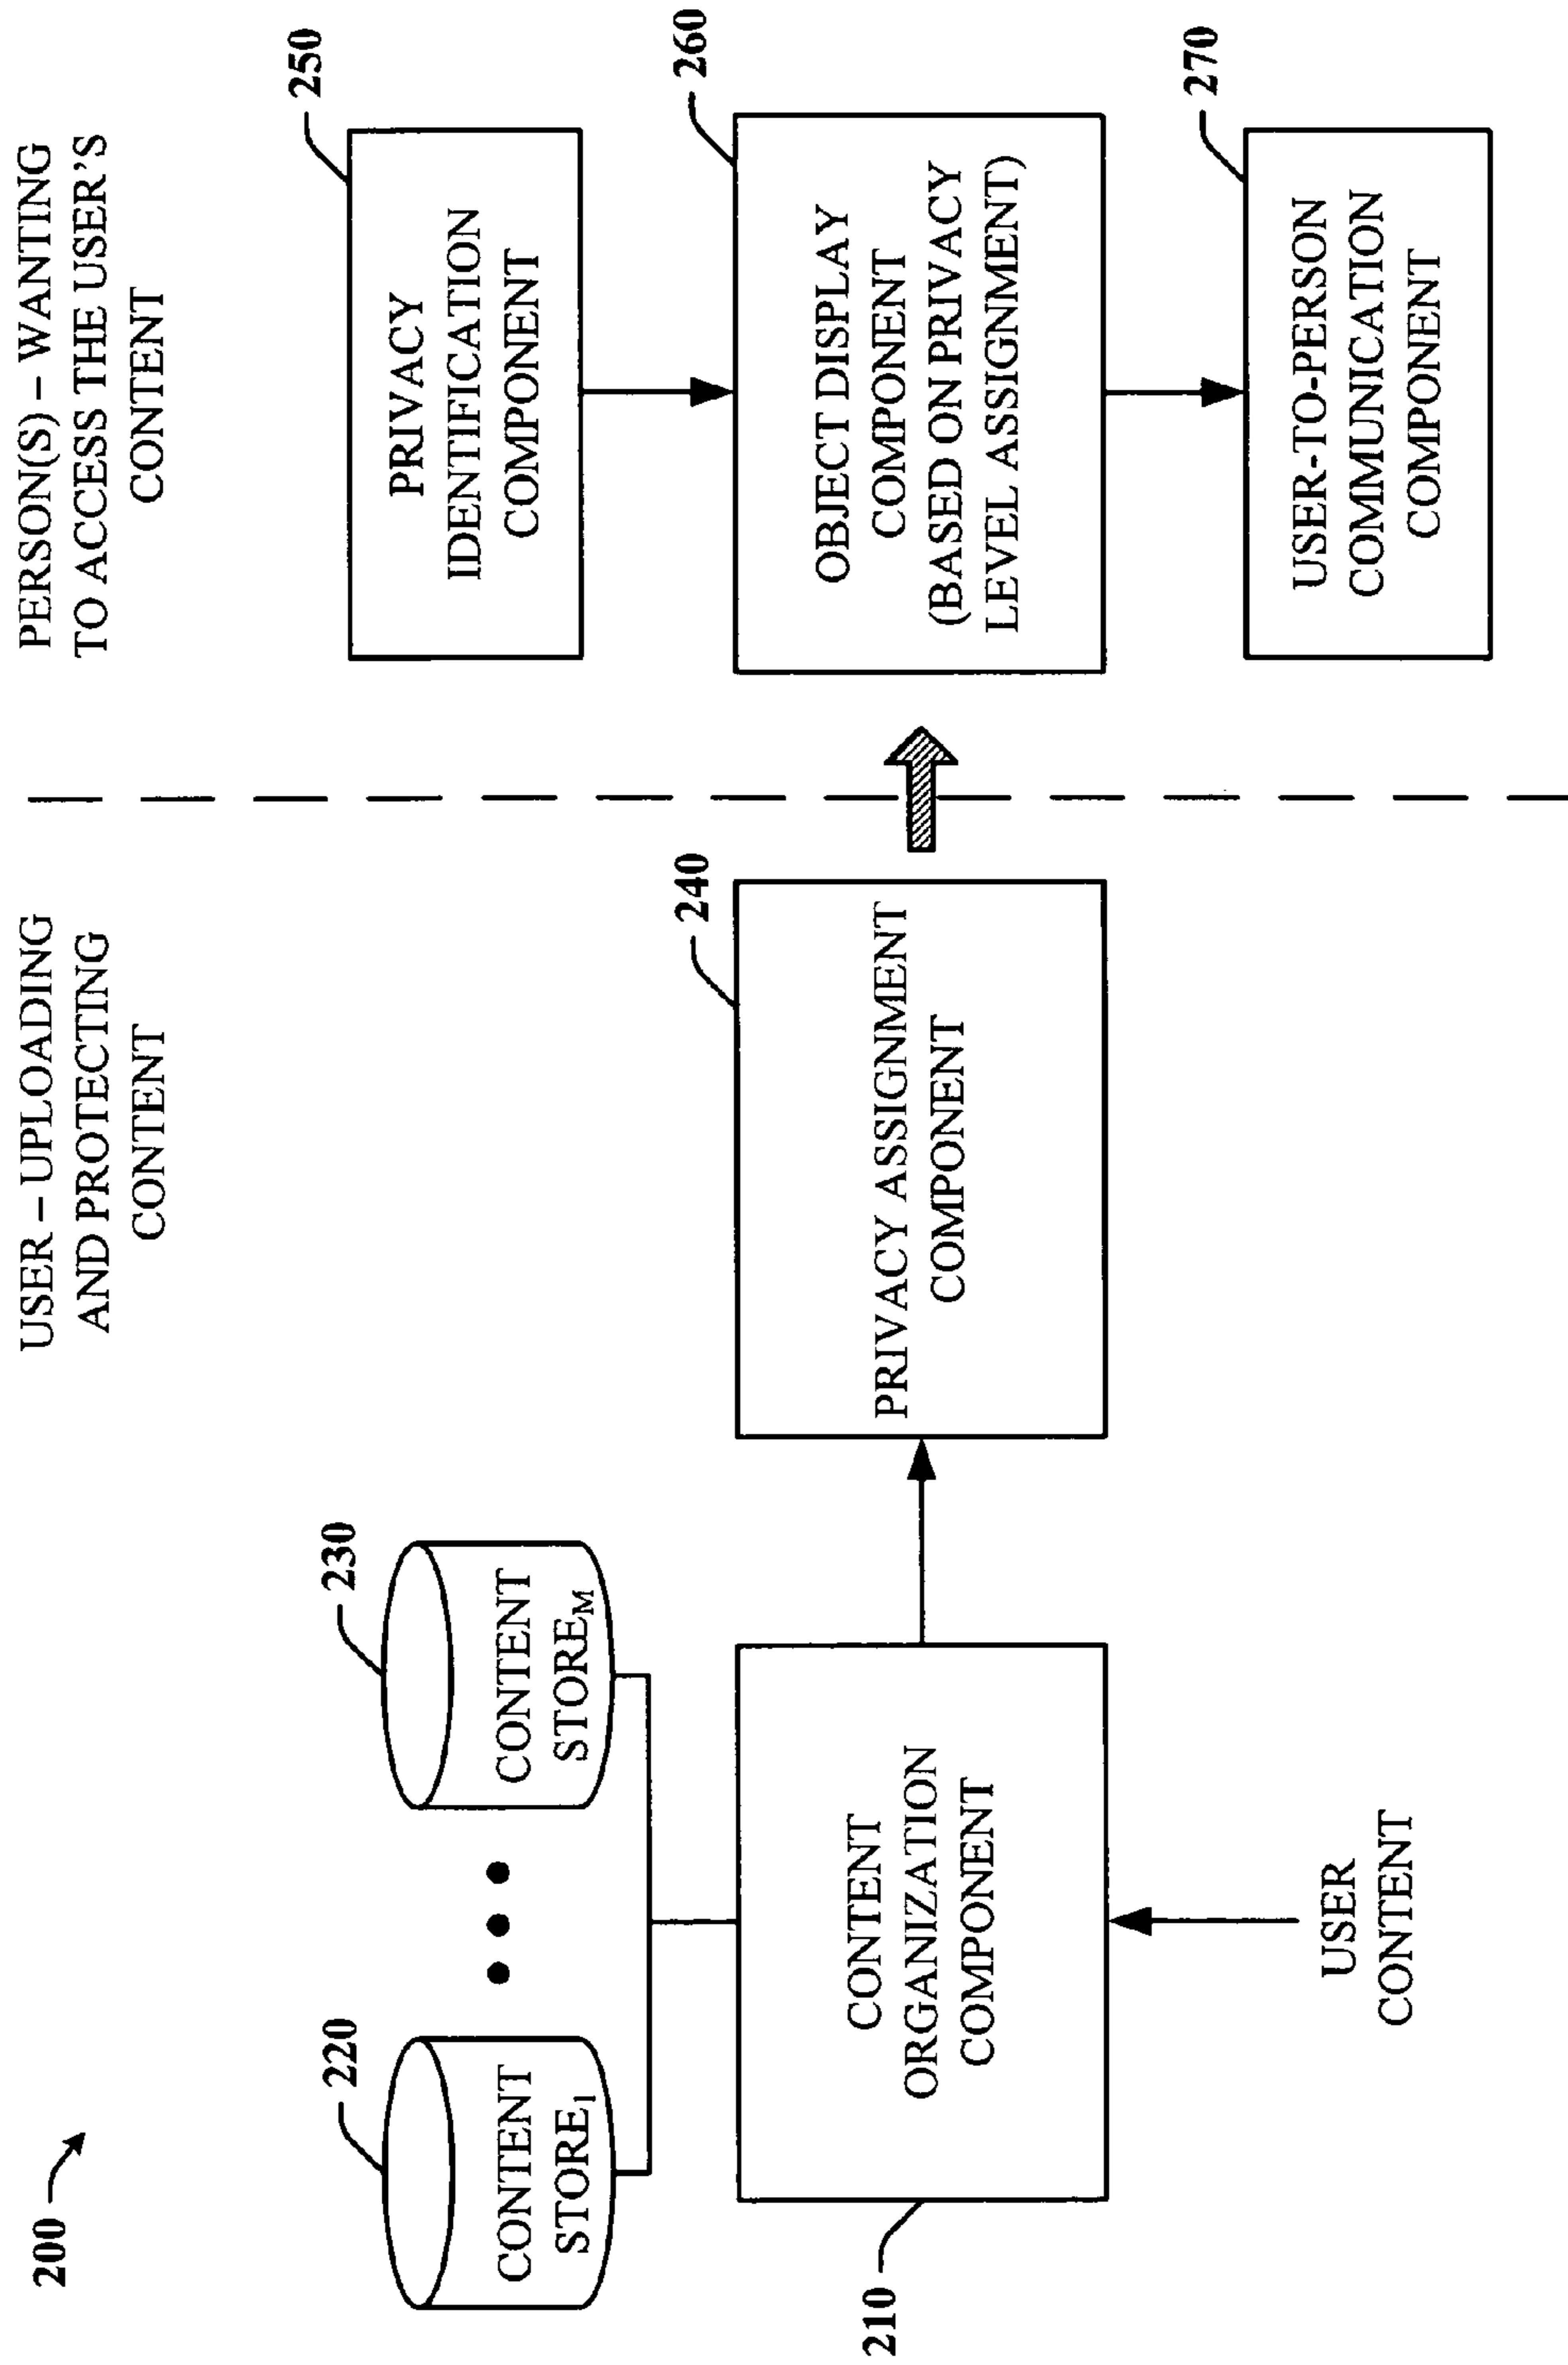 200
USER – UPLOADING
AND PROTECTING
CONTENT
PERSON(S) – WANTING
TO ACCESS THE USER'S
CONTENT
220
CONTENT
STORE1
230
CONTENT
STOREM
210
CONTENT
ORGANIZATION
COMPONENT
USER
CONTENT
240
PRIVACY ASSIGNMENT
COMPONENT
250
PRIVACY
IDENTIFICATION
COMPONENT
260
OBJECT DISPLAY
COMPONENT
(BASED ON PRIVACY
LEVEL ASSIGNMENT)
270
USER-TO-PERSON
COMMUNICATION
COMPONENT